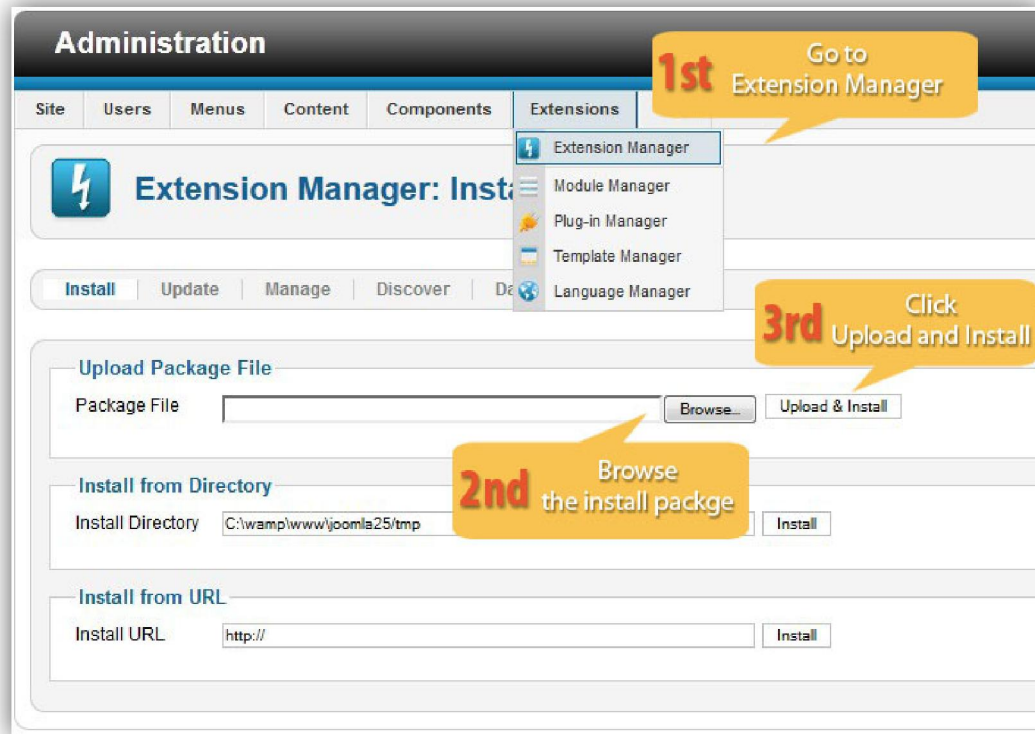 Administration
1st Go to
Extension Manager
Site Users Menus Content Components Extensions
Extension Manager
Module Manager
Plug-in Manager
Template Manager
Language Manager
Extension Manager: Insta
Install Update Manage Discover Da
3rd Click
Upload and Install
Upload Package File
Package File Browse... Upload & Install
2nd Browse
the install packge
Install from Directory
Install Directory C:\wamp\www\joomla25/tmp Install
Install from URL
Install URL http:// Install